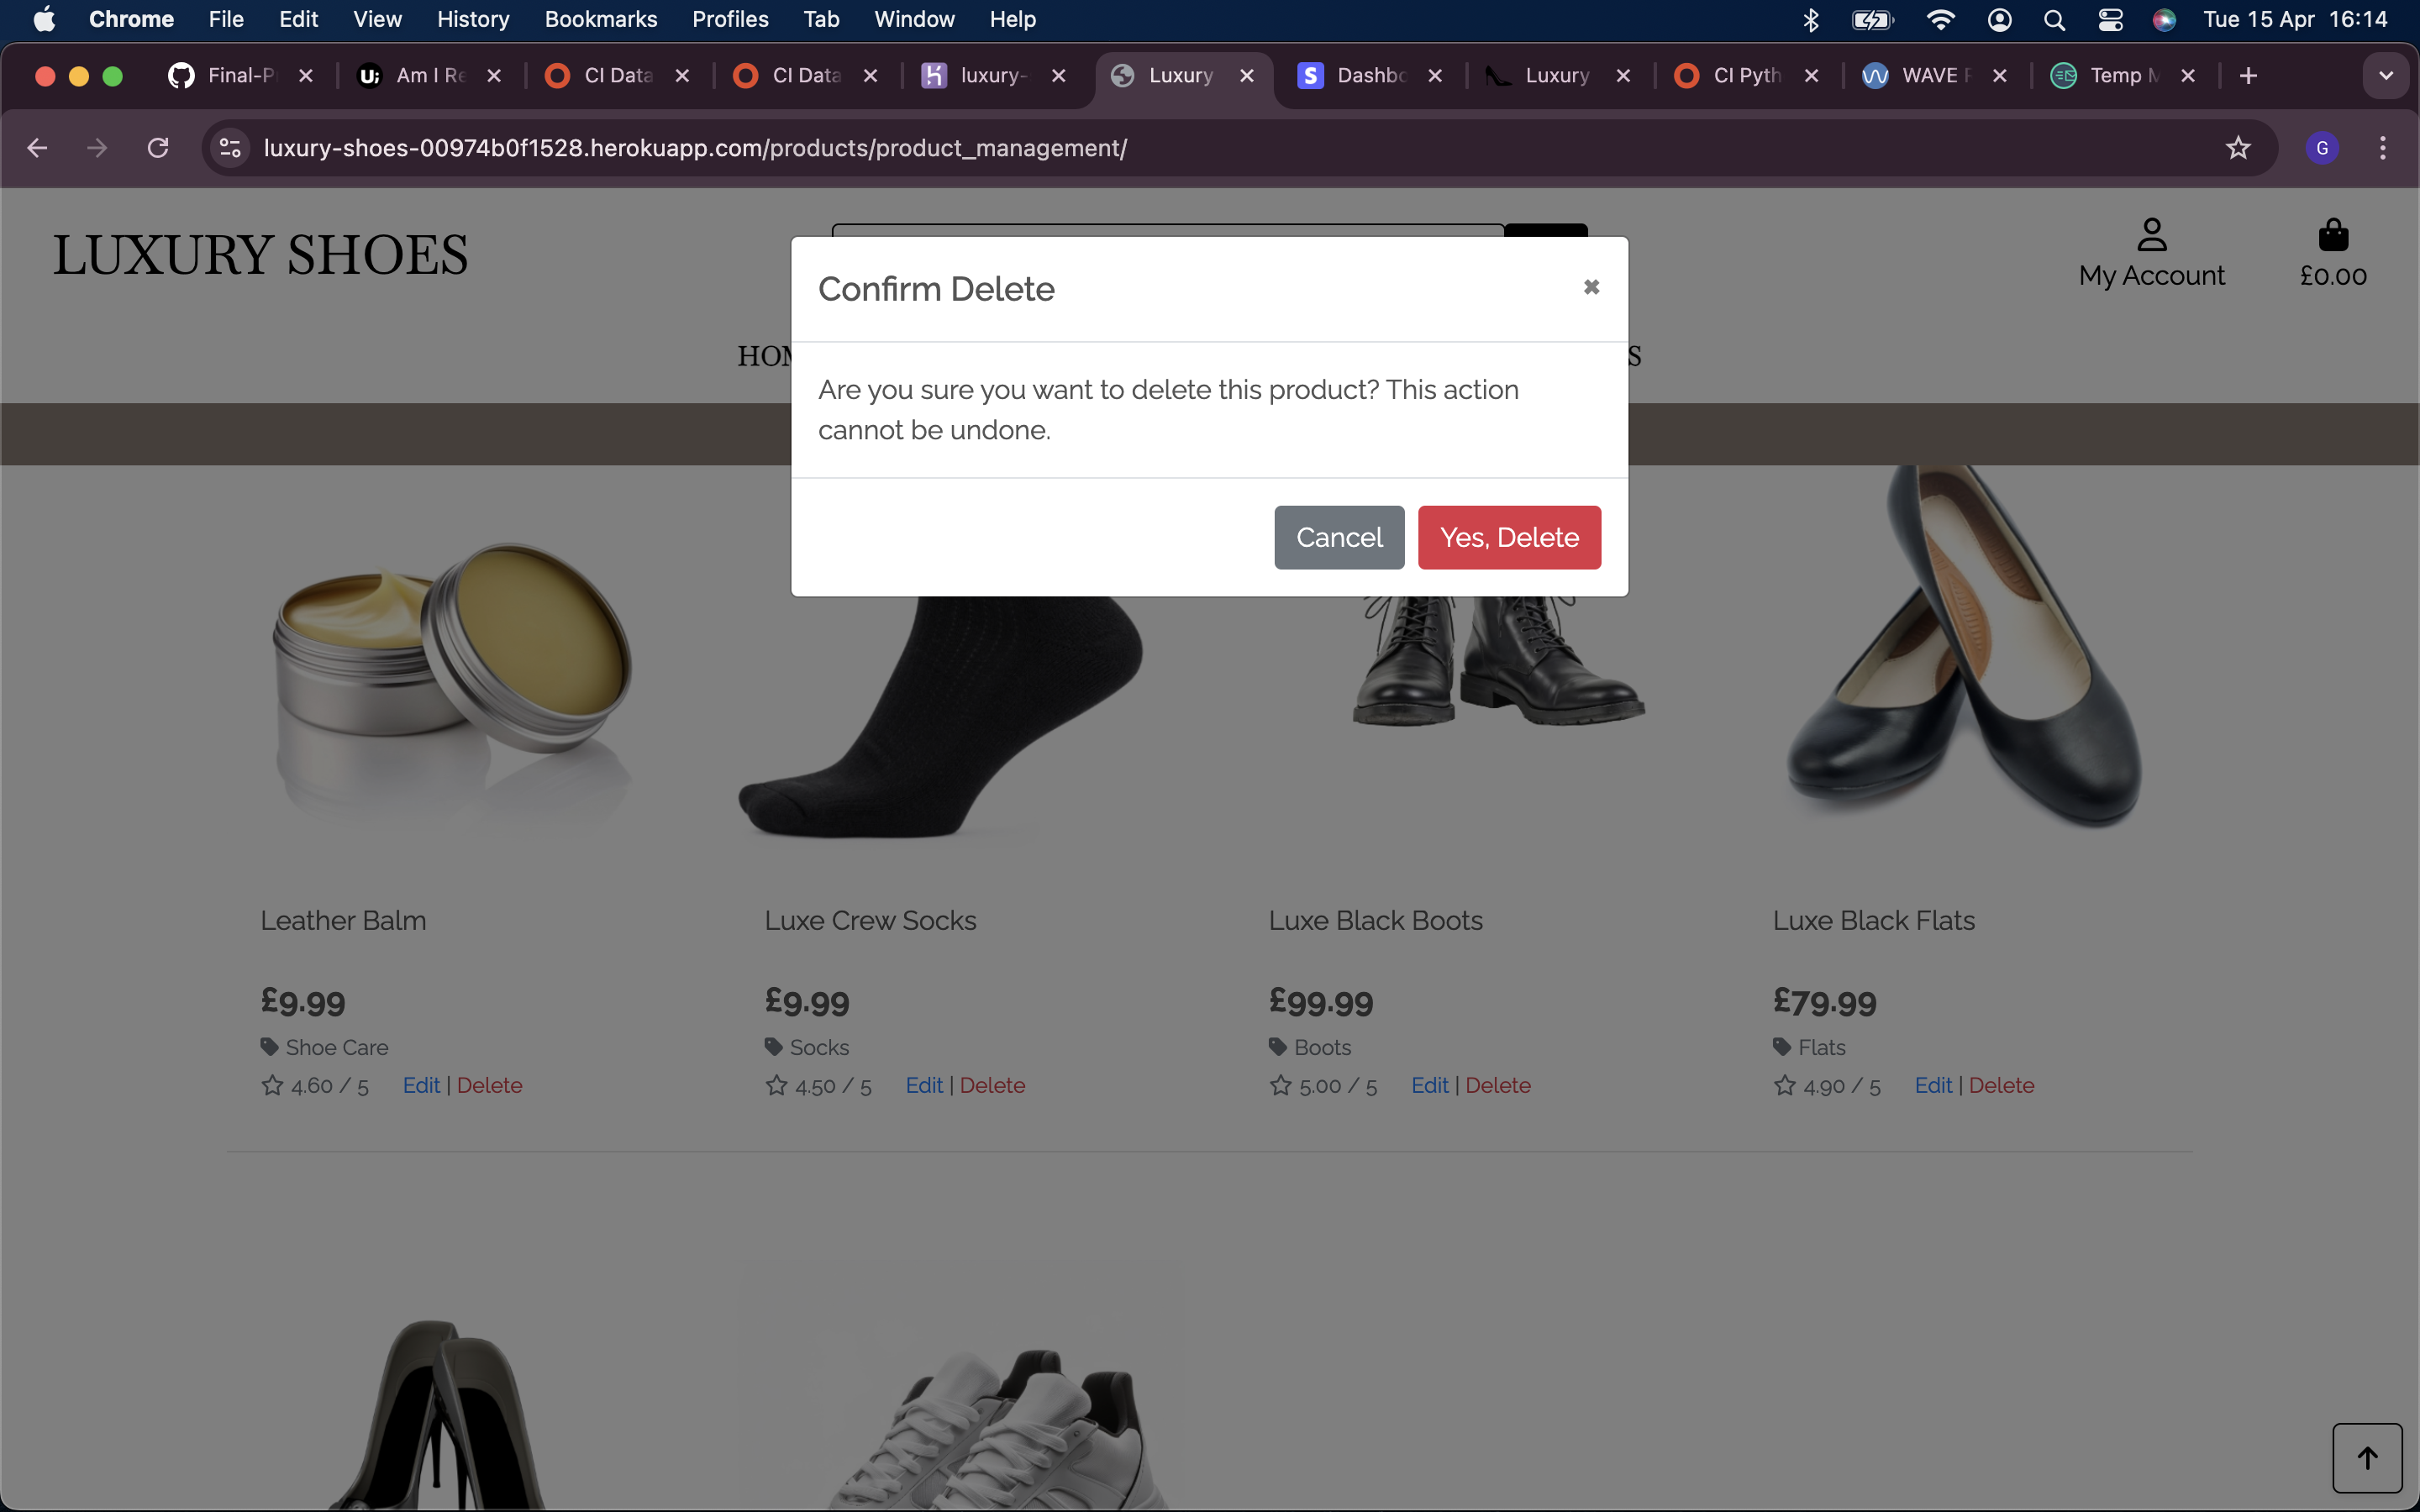 Chrome File Edit View History Bookmarks Profiles Tab Window Help Tue 15 Apr 16:14
Final-P Am I Re CI Data CI Data luxury- Luxury Dashbo Luxury CI Pyth WAVE Temp M
luxury-shoes-00974b0f1528.herokuapp.com/products/product_management/ G
LUXURY SHOES
My Account £0.00
Confirm Delete
HOM S
Are you sure you want to delete this product? This action
cannot be undone.
Cancel Yes, Delete
Leather Balm Luxe Crew Socks Luxe Black Boots Luxe Black Flats
£9.99 £9.99 £99.99 £79.99
Shoe Care Socks Boots Flats
4.60 / 5 Edit | Delete 4.50 / 5 Edit | Delete 5.00 / 5 Edit | Delete 4.90 / 5 Edit | Delete